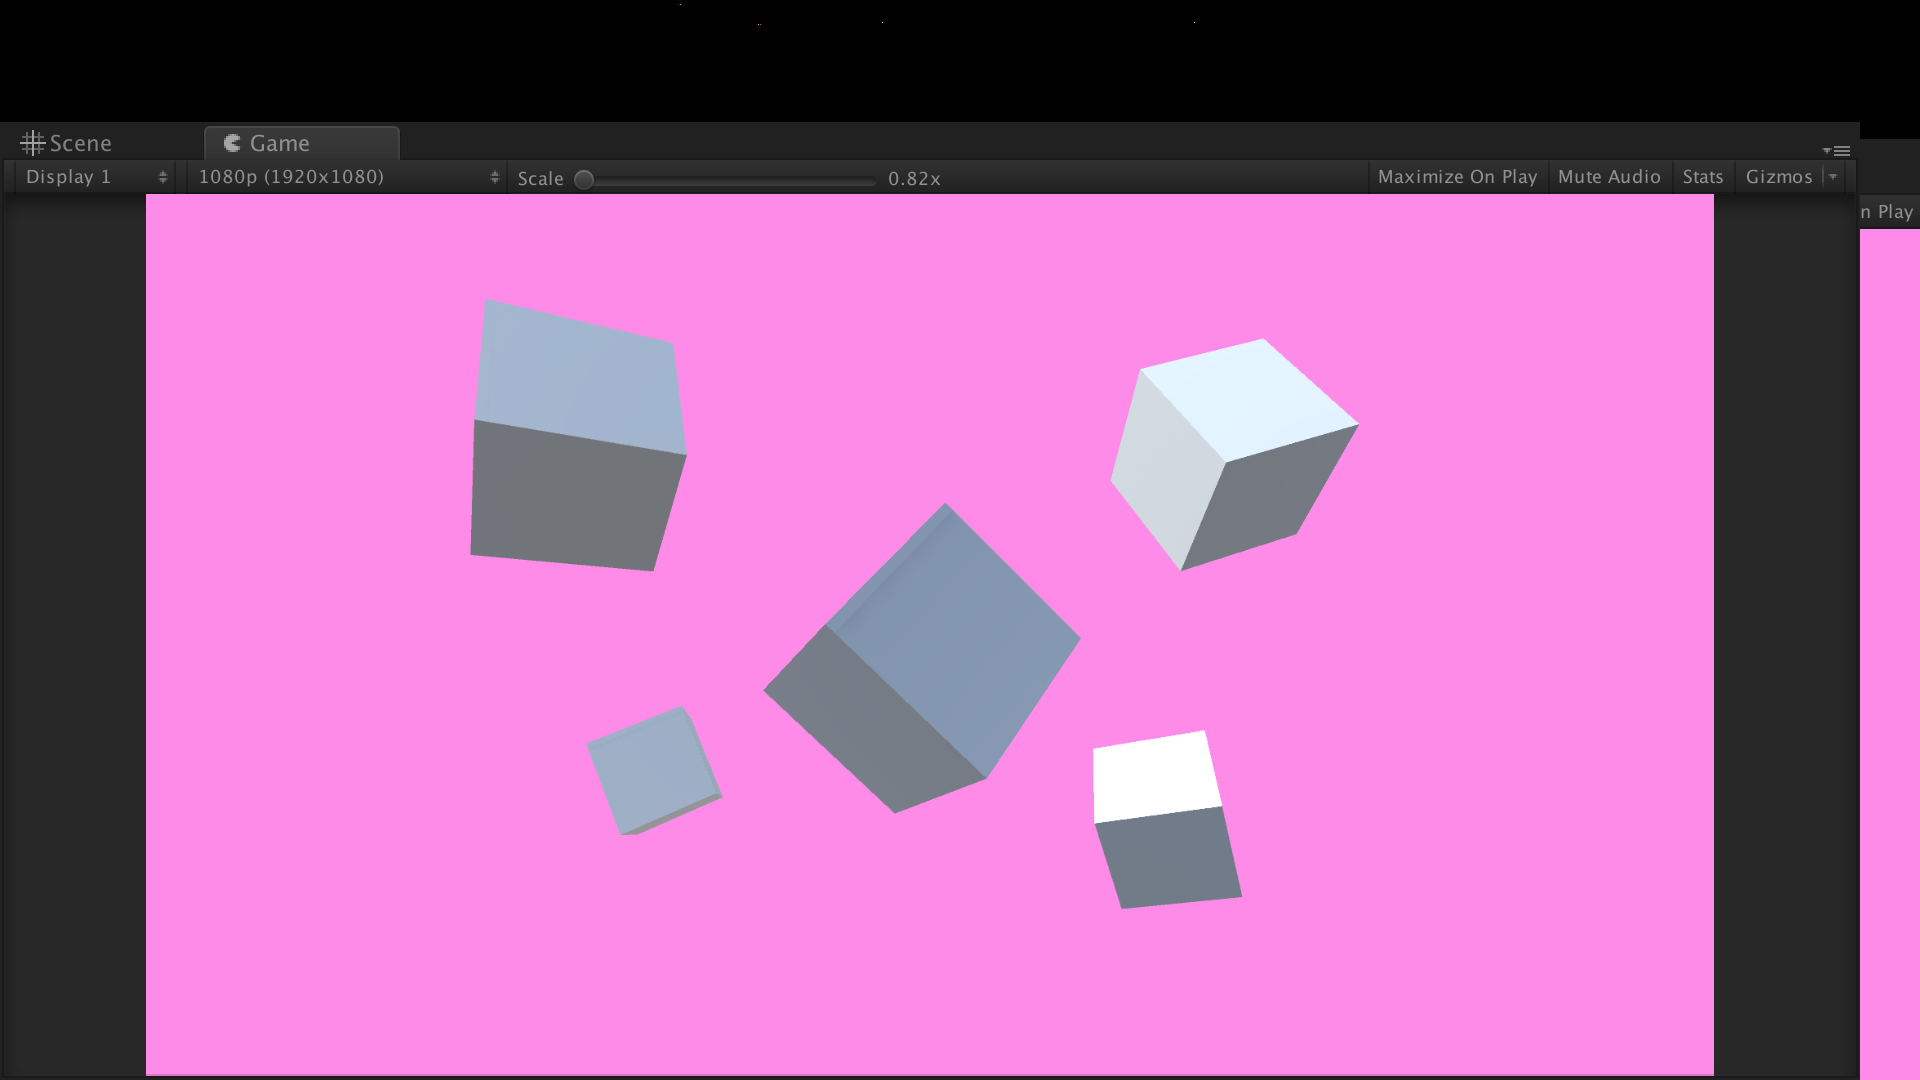 Scene
Game
Display 1
1080p (1920x1080)
Scale
0.82x
Maximize On Play
Mute Audio
Stats
Gizmos
n Play